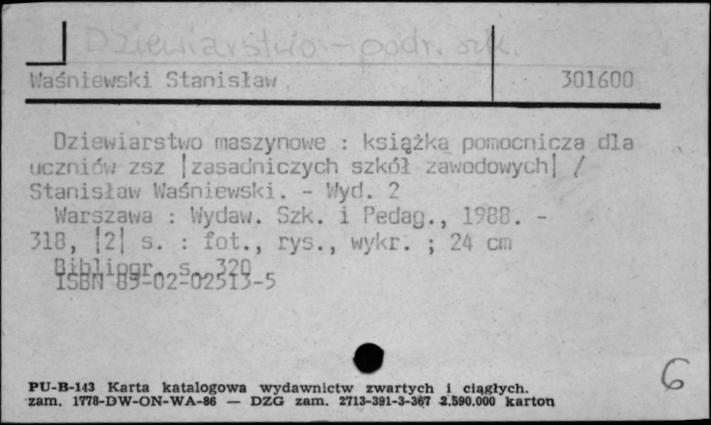 Dziewiarstwo - podr. szk.
Waśniewski Stanisław 301600
Dziewiarstwo maszynowe : książka pomocnicza dla
uczniów zsz |zasadniczych szkół zawodowych| /
Stanisław Waśniewski. - Wyd. 2
Warszawa : Wydaw. Szk. i Pedag., 1988. -
318, |2| s. : fot., rys., wykr. ; 24 cm
Bibliogr. s. 320
ISBN 83-02-02513-5
6
PU-B-143 Karta katalogowa wydawnictw zwartych i ciągłych.
zam. 1778-DW-ON-WA-86 — DZG zam. 2713-391-3-367 2.590.000 karton